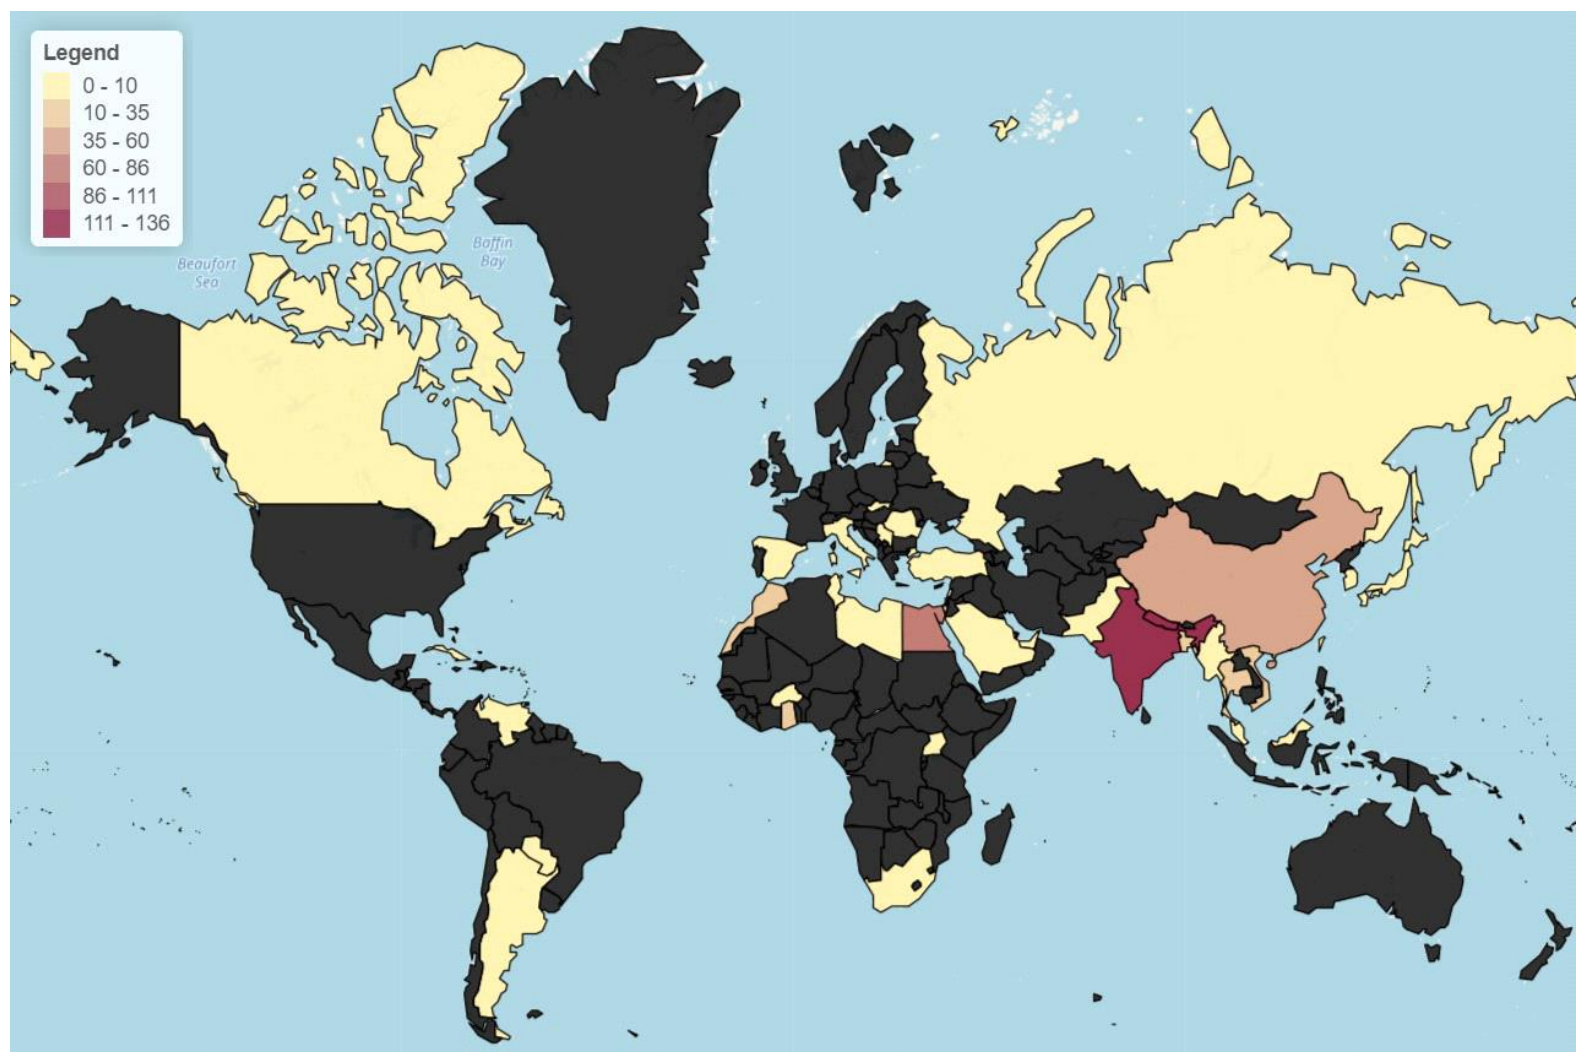 Legend
0 - 10
10 - 35
35 - 60
60 - 86
86 - 111
111 - 136
Beaufort
Sea
Baffin
Bay